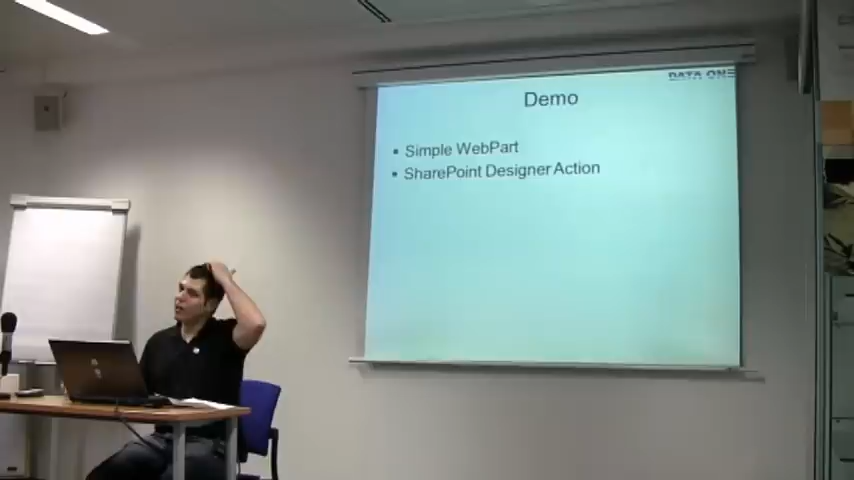 DATA ONE
Demo
• Simple WebPart
• SharePoint Designer Action